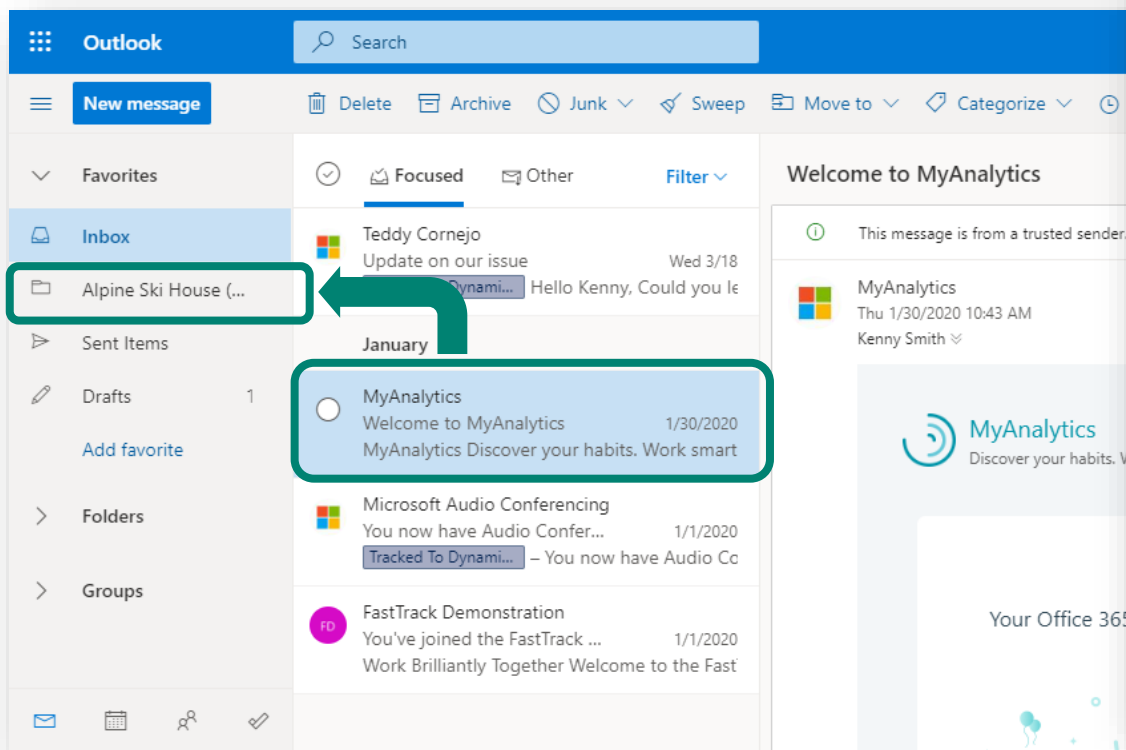 Outlook
Search
New message
Delete
Archive
Junk
Sweep
Move to
Categorize
Favorites
Inbox
Alpine Ski House (...
Sent Items
Drafts 1
Add favorite
Folders
Groups
Focused
Other
Filter
Teddy Cornejo
Update on our issue Wed 3/18
Dynami... Hello Kenny, Could you le
January
MyAnalytics
Welcome to MyAnalytics 1/30/2020
MyAnalytics Discover your habits. Work smart
Microsoft Audio Conferencing
You now have Audio Confer... 1/1/2020
Tracked To Dynami... – You now have Audio Co
FD
FastTrack Demonstration
You've joined the FastTrack ... 1/1/2020
Work Brilliantly Together Welcome to the Fast
Welcome to MyAnalytics
This message is from a trusted sender.
MyAnalytics
Thu 1/30/2020 10:43 AM
Kenny Smith
MyAnalytics
Discover your habits.
Your Office 365